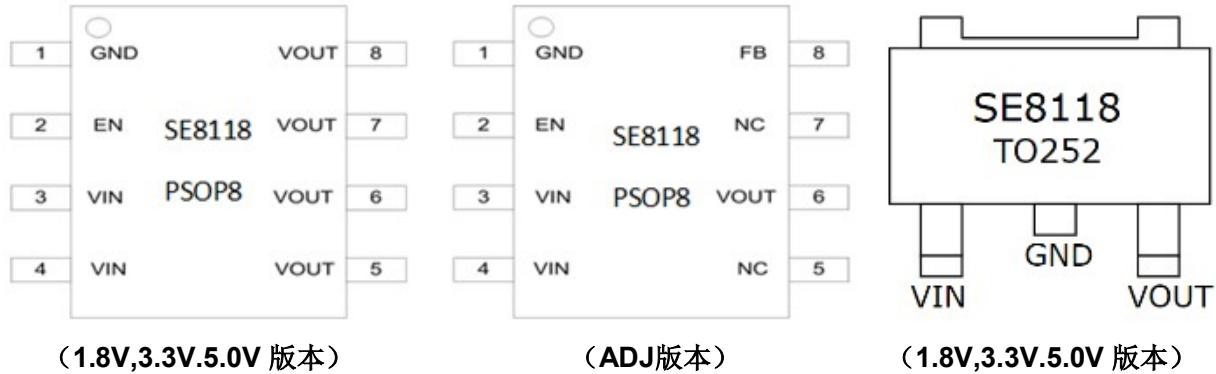 1 GND VOUT 8
2 EN SE8118 VOUT 7
3 VIN PSOP8 VOUT 6
4 VIN VOUT 5
（1.8V,3.3V.5.0V 版本）
1 GND FB 8
2 EN SE8118 NC 7
3 VIN PSOP8 VOUT 6
4 VIN NC 5
（ADJ版本）
SE8118
TO252
GND
VIN VOUT
（1.8V,3.3V.5.0V 版本）